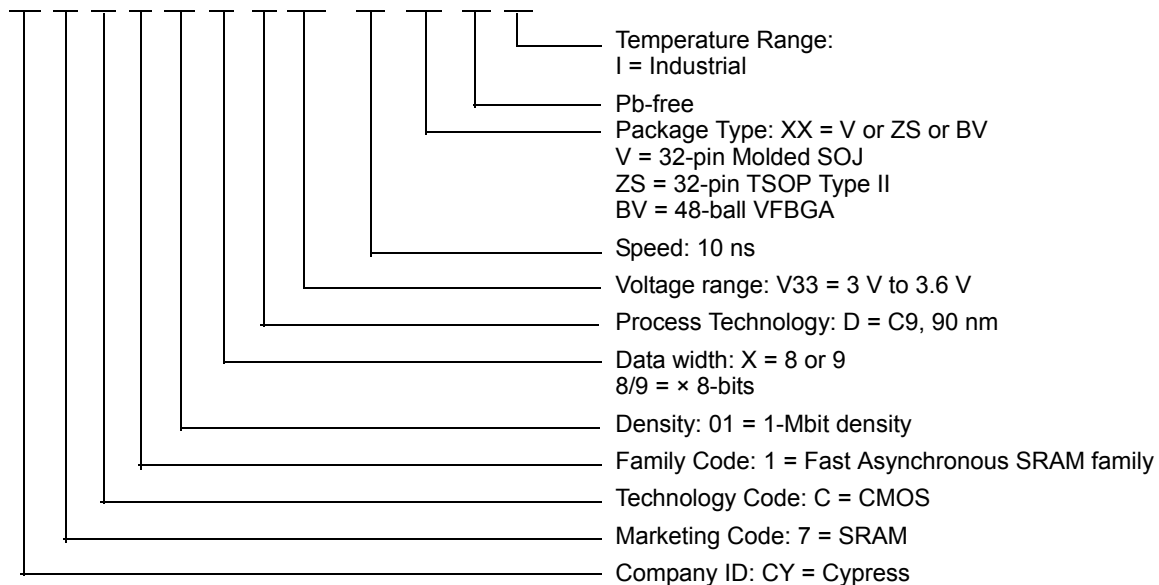 Temperature Range:
I = Industrial
Pb-free
Package Type: XX = V or ZS or BV
V = 32-pin Molded SOJ
ZS = 32-pin TSOP Type II
BV = 48-ball VFBGA
Speed: 10 ns
Voltage range: V33 = 3 V to 3.6 V
Process Technology: D = C9, 90 nm
Data width: X = 8 or 9
8/9 = × 8-bits
Density: 01 = 1-Mbit density
Family Code: 1 = Fast Asynchronous SRAM family
Technology Code: C = CMOS
Marketing Code: 7 = SRAM
Company ID: CY = Cypress